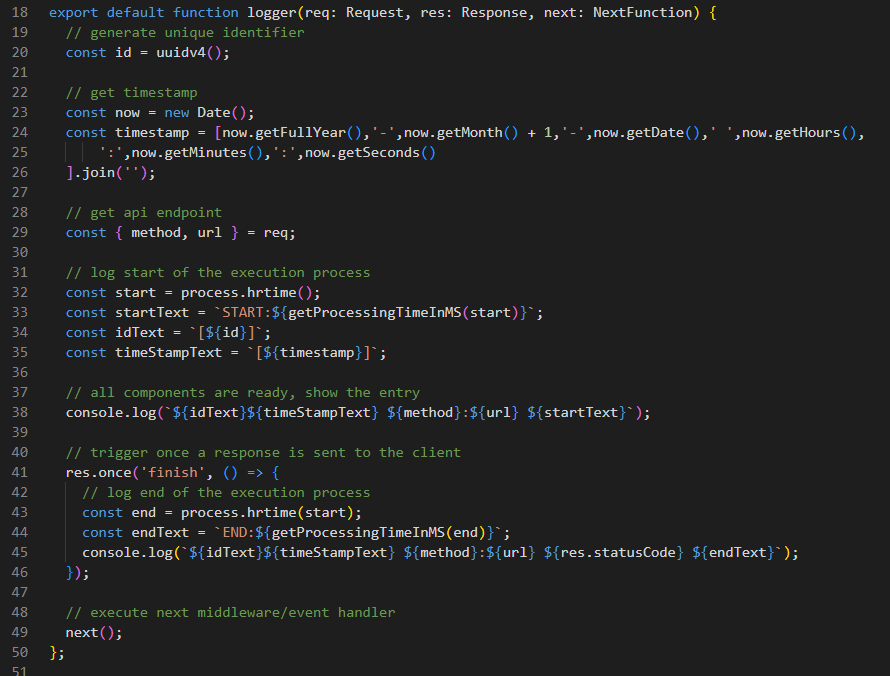 18 export default function logger(req: Request, res: Response, next: NextFunction) {
19   // generate unique identifier
20   const id = uuidv4();
21
22   // get timestamp
23   const now = new Date();
24   const timestamp = [now.getFullYear(),'-',now.getMonth() + 1,'-',now.getDate(),' ',now.getHours(),
25       ':',now.getMinutes(),':',now.getSeconds()
26   ].join('');
27
28   // get api endpoint
29   const { method, url } = req;
30
31   // log start of the execution process
32   const start = process.hrtime();
33   const startText = `START:${getProcessingTimeInMS(start)}`;
34   const idText = `[${id}]`;
35   const timeStampText = `[${timestamp}]`;
36
37   // all components are ready, show the entry
38   console.log(`${idText}${timeStampText} ${method}:${url} ${startText}`);
39
40   // trigger once a response is sent to the client
41   res.once('finish', () => {
42     // log end of the execution process
43     const end = process.hrtime(start);
44     const endText = `END:${getProcessingTimeInMS(end)}`;
45     console.log(`${idText}${timeStampText} ${method}:${url} ${res.statusCode} ${endText}`);
46   });
47
48   // execute next middleware/event handler
49   next();
50 };
51